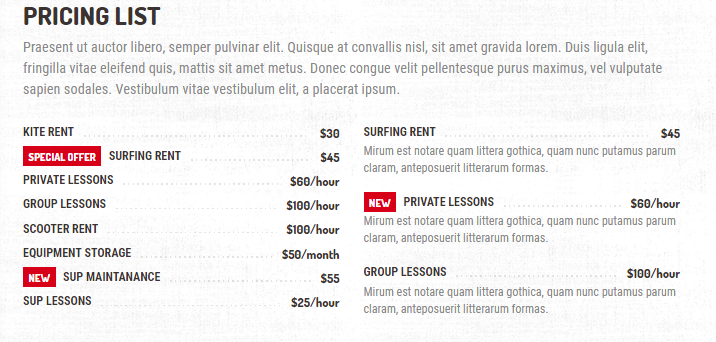 PRICING LIST
Praesent ut auctor libero, semper pulvinar elit. Quisque at convallis nisl, sit amet gravida lorem. Duis ligula elit,
fringilla vitae eleifend quis, mattis sit amet metus. Donec congue velit pellentesque purus maximus, vel vulputate
sapien sodales. Vestibulum vitae vestibulum elit, a placerat ipsum.
KITE RENT $30
SPECIAL OFFER SURFING RENT $45
PRIVATE LESSONS $60/hour
GROUP LESSONS $100/hour
SCOOTER RENT $100/hour
EQUIPMENT STORAGE $50/month
NEW SUP MAINTANANCE $55
SUP LESSONS $25/hour
SURFING RENT $45
Mirum est notare quam littera gothica, quam nunc putamus parum
claram, anteposuerit litterarum formas.
NEW PRIVATE LESSONS $60/hour
Mirum est notare quam littera gothica, quam nunc putamus parum
claram, anteposuerit litterarum formas.
GROUP LESSONS $100/hour
Mirum est notare quam littera gothica, quam nunc putamus parum
claram, anteposuerit litterarum formas.